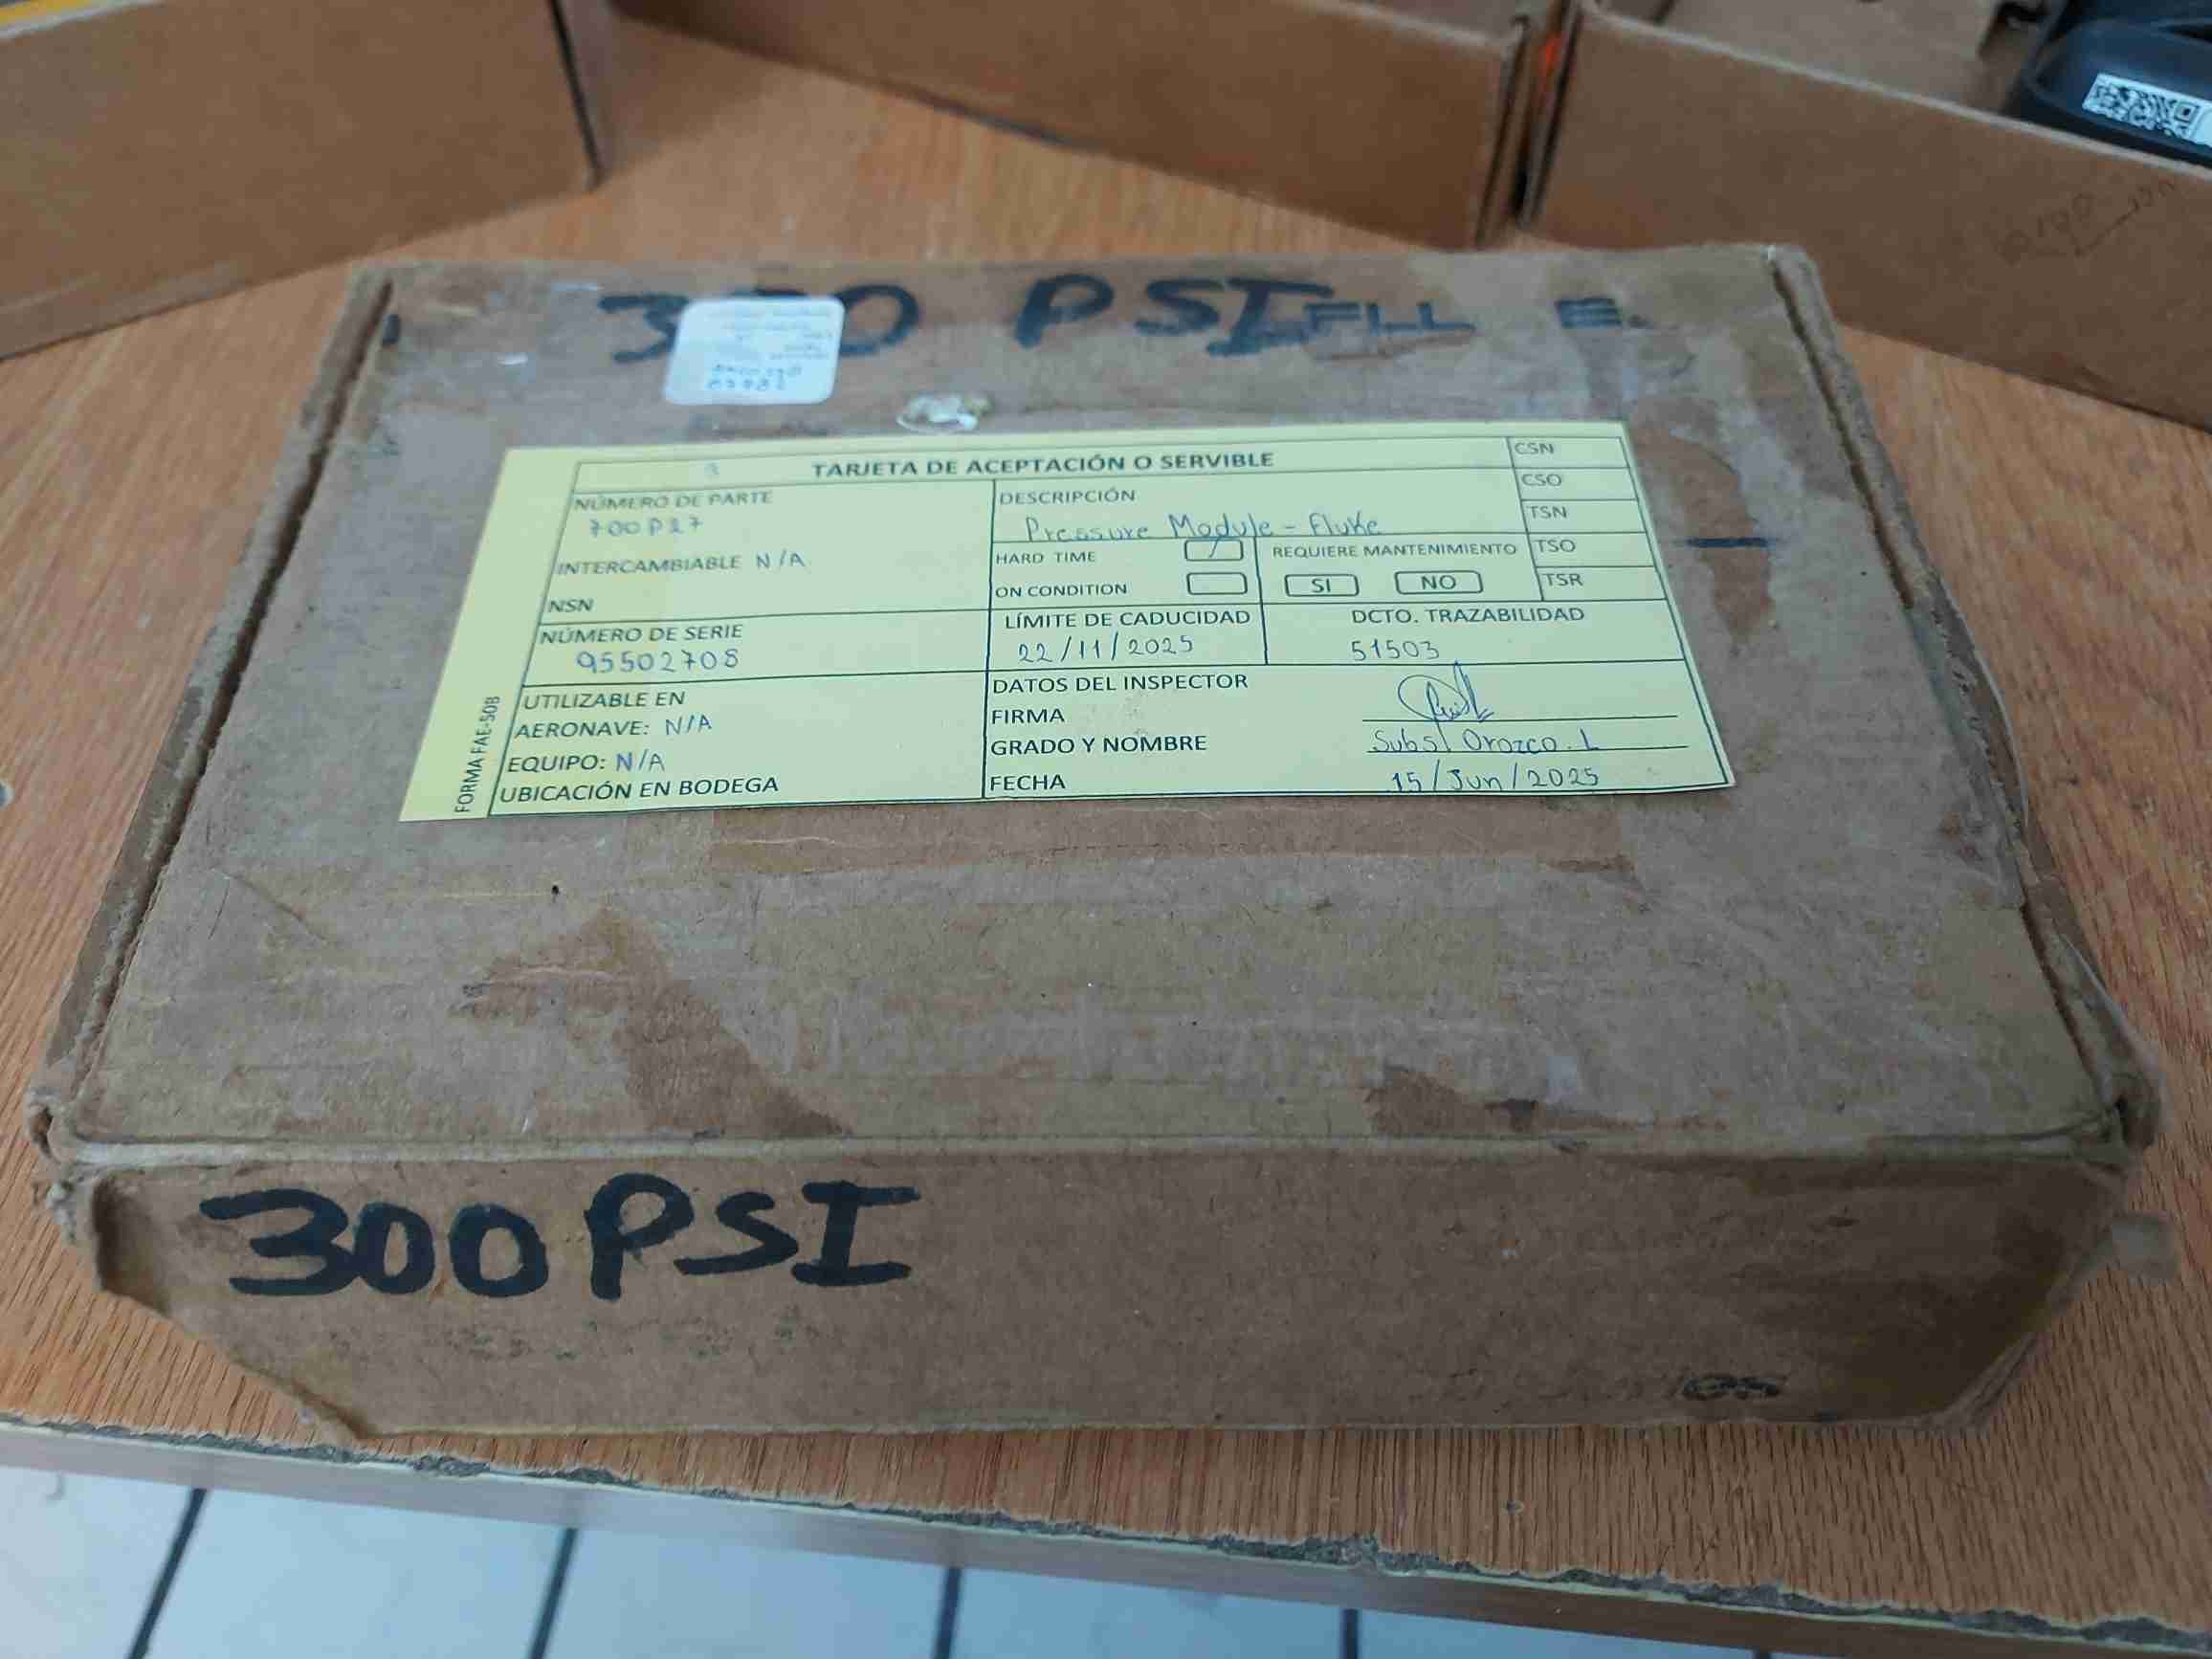 PSI FLL E.
TARJETA DE ACEPTACIÓN O SERVIBLE
CSN
CSO
TSN
TSO
TSR
NÚMERO DE PARTE
700P27
INTERCAMBIABLE N/A
NSN
DESCRIPCIÓN
Pressure Module - Fluke
HARD TIME
REQUIERE MANTENIMIENTO
ON CONDITION
SI NO
NÚMERO DE SERIE
95502708
LÍMITE DE CADUCIDAD
22/11/2025
DCTO. TRAZABILIDAD
51503
UTILIZABLE EN
AERONAVE: N/A
EQUIPO: N/A
UBICACIÓN EN BODEGA
DATOS DEL INSPECTOR
FIRMA
GRADO Y NOMBRE Subs1 Orozco. L
FECHA 15/Jun/2025
FORMA FAE-50B
300 PSI